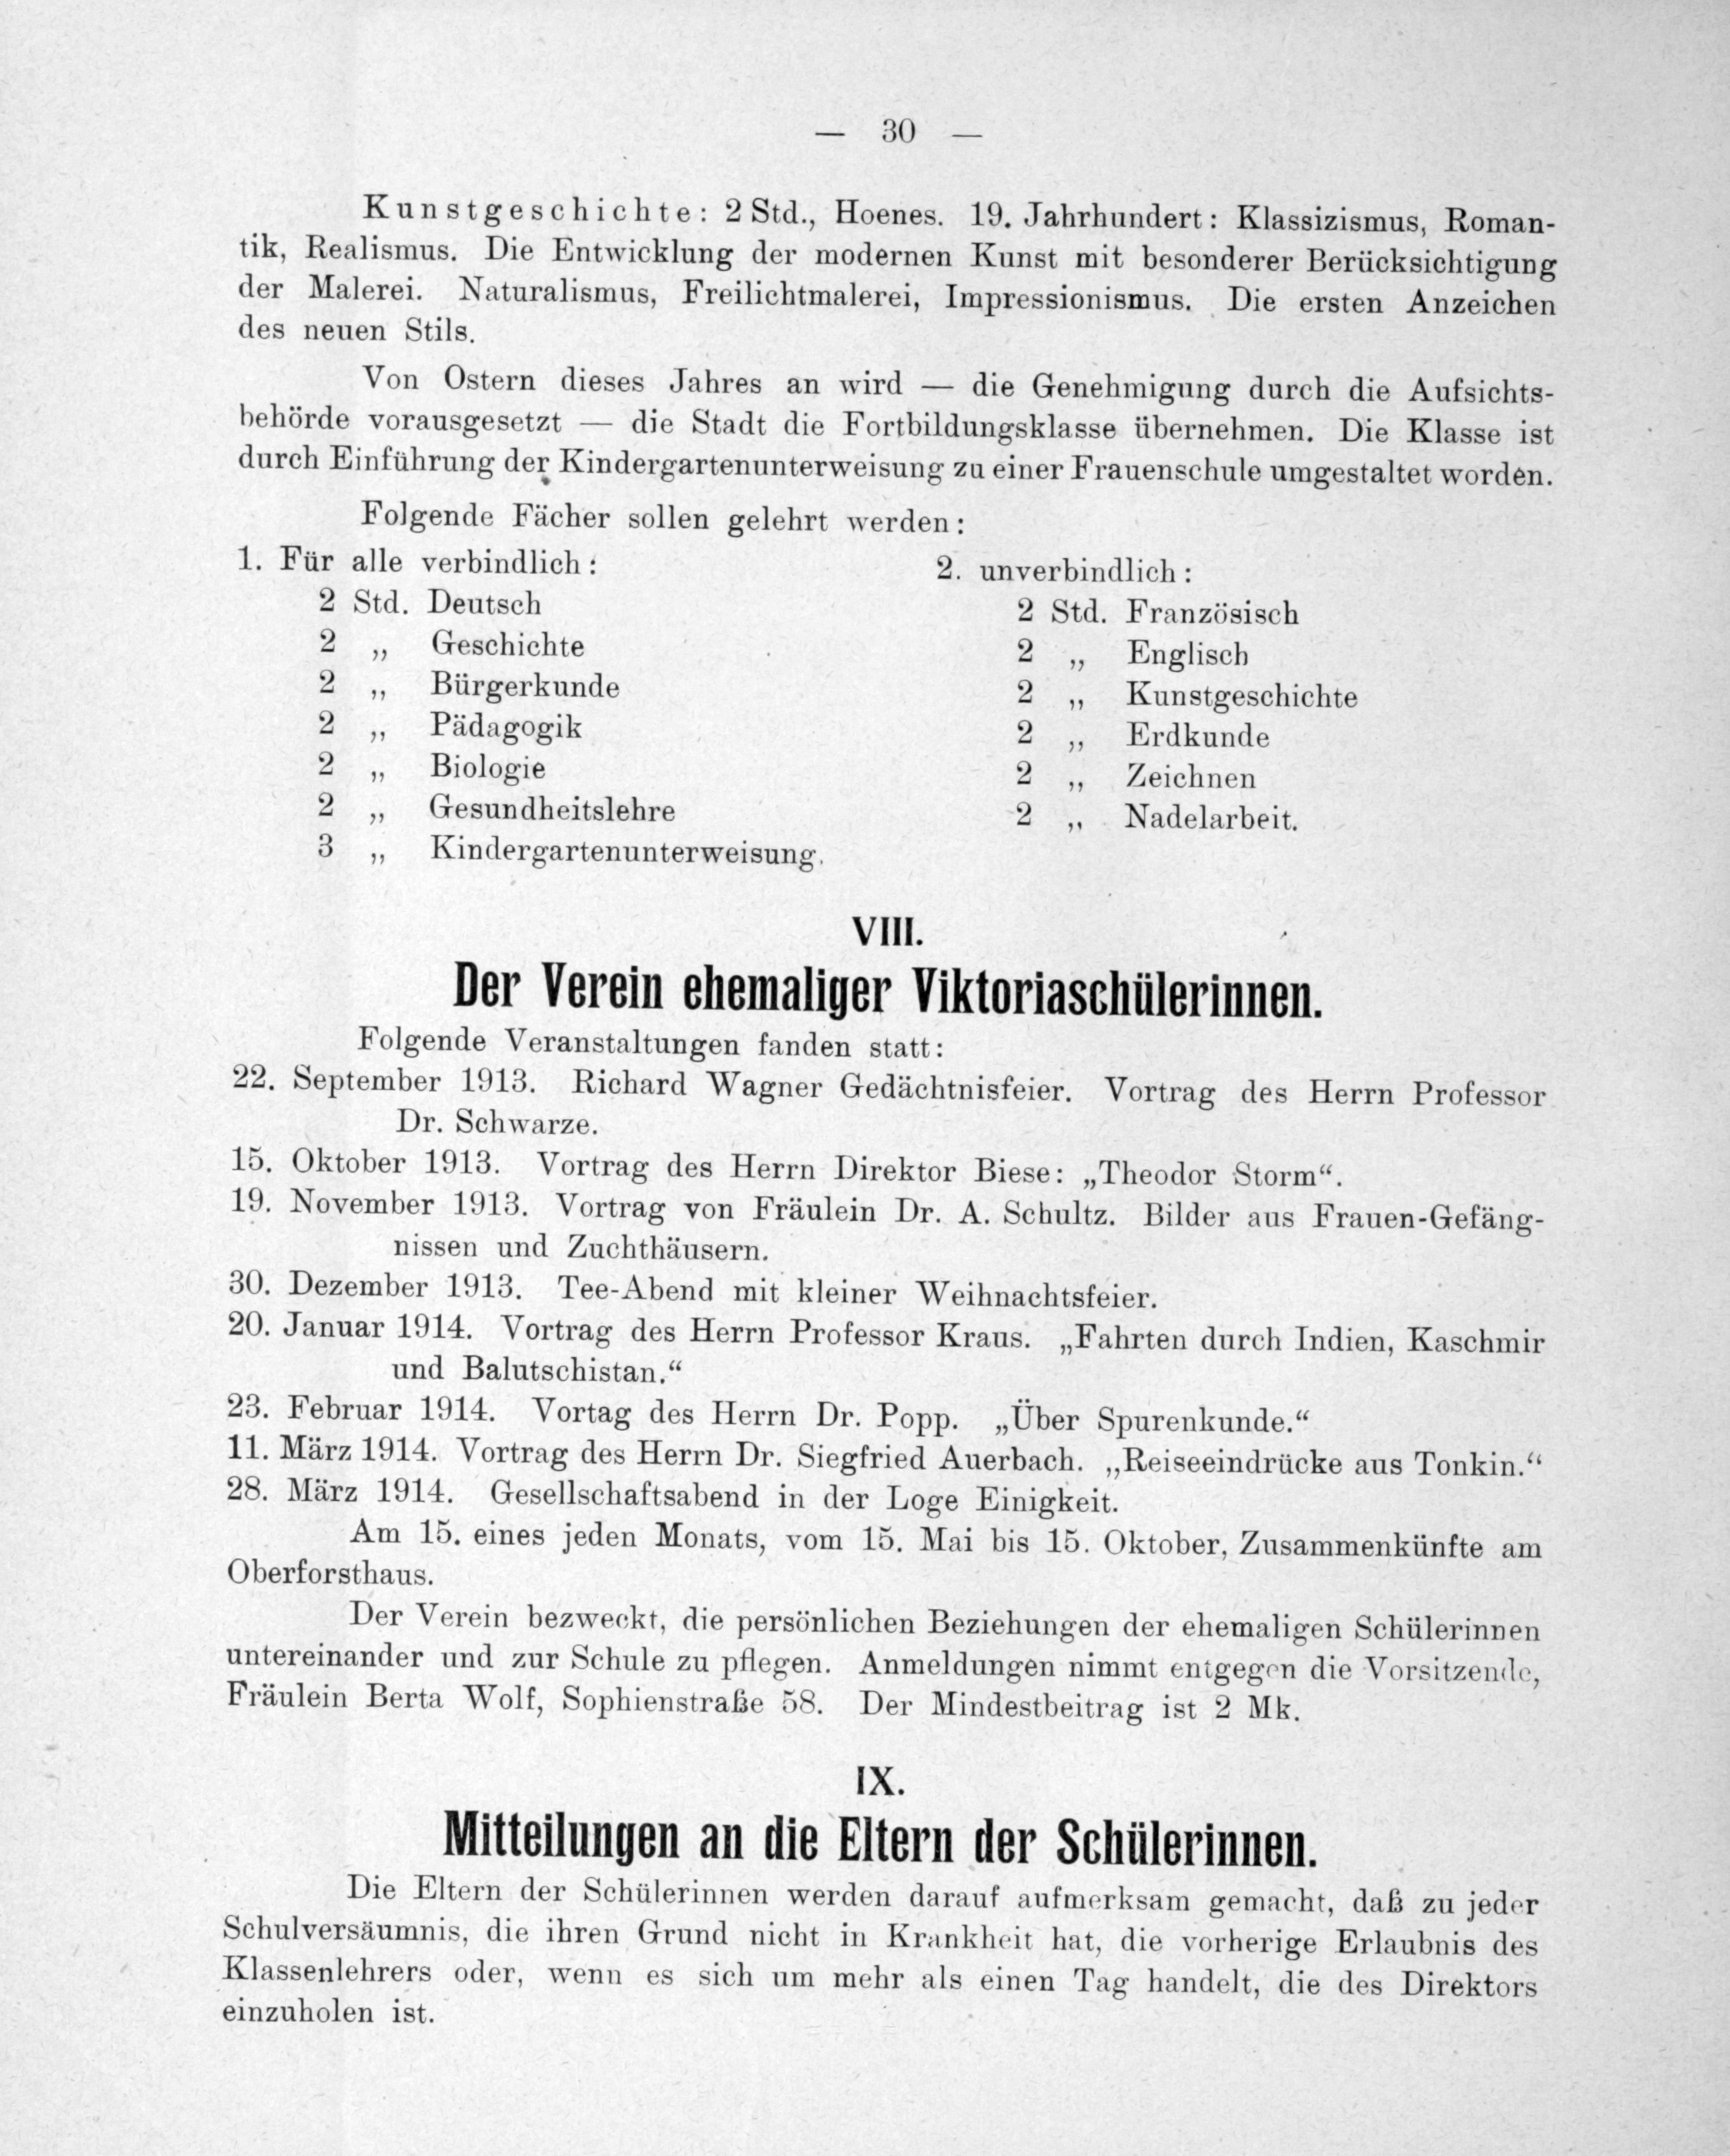 — 30 —
Kunstgeschichte: 2 Std., Hoenes. 19. Jahrhundert: Klassizismus, Roman-
tik, Realismus. Die Entwicklung der modernen Kunst mit besonderer Berücksichtigung
der Malerei. Naturalismus, Freilichtmalerei, Impressionismus. Die ersten Anzeichen
des neuen Stils.
Von Ostern dieses Jahres an wird — die Genehmigung durch die Aufsichts-
behörde vorausgesetzt — die Stadt die Fortbildungsklasse übernehmen. Die Klasse ist
durch Einführung der Kindergartenunterweisung zu einer Frauenschule umgestaltet worden.
Folgende Fächer sollen gelehrt werden:
1. Für alle verbindlich:
2 Std. Deutsch
2 „ Geschichte
2 „ Bürgerkunde
2 „ Pädagogik
2 „ Biologie
2 „ Gesundheitslehre
3 „ Kindergartenunterweisung.
2. unverbindlich:
2 Std. Französisch
2 „ Englisch
2 „ Kunstgeschichte
2 „ Erdkunde
2 „ Zeichnen
2 „ Nadelarbeit.
VIII.
Der Verein ehemaliger Viktoriaschülerinnen.
Folgende Veranstaltungen fanden statt:
22. September 1913. Richard Wagner Gedächtnisfeier. Vortrag des Herrn Professor
Dr. Schwarze.
15. Oktober 1913. Vortrag des Herrn Direktor Biese: „Theodor Storm“.
19. November 1913. Vortrag von Fräulein Dr. A. Schultz. Bilder aus Frauen-Gefäng-
nissen und Zuchthäusern.
30. Dezember 1913. Tee-Abend mit kleiner Weihnachtsfeier.
20. Januar 1914. Vortrag des Herrn Professor Kraus. „Fahrten durch Indien, Kaschmir
und Balutschistan.“
23. Februar 1914. Vortag des Herrn Dr. Popp. „Über Spurenkunde.“
11. März 1914. Vortrag des Herrn Dr. Siegfried Auerbach. „Reiseeindrücke aus Tonkin.“
28. März 1914. Gesellschaftsabend in der Loge Einigkeit.
Am 15. eines jeden Monats, vom 15. Mai bis 15. Oktober, Zusammenkünfte am
Oberforsthaus.
Der Verein bezweckt, die persönlichen Beziehungen der ehemaligen Schülerinnen
untereinander und zur Schule zu pflegen. Anmeldungen nimmt entgegen die Vorsitzende,
Fräulein Berta Wolf, Sophienstraße 58. Der Mindestbeitrag ist 2 Mk.
IX.
Mitteilungen an die Eltern der Schülerinnen.
Die Eltern der Schülerinnen werden darauf aufmerksam gemacht, daß zu jeder
Schulversäumnis, die ihren Grund nicht in Krankheit hat, die vorherige Erlaubnis des
Klassenlehrers oder, wenn es sich um mehr als einen Tag handelt, die des Direktors
einzuholen ist.